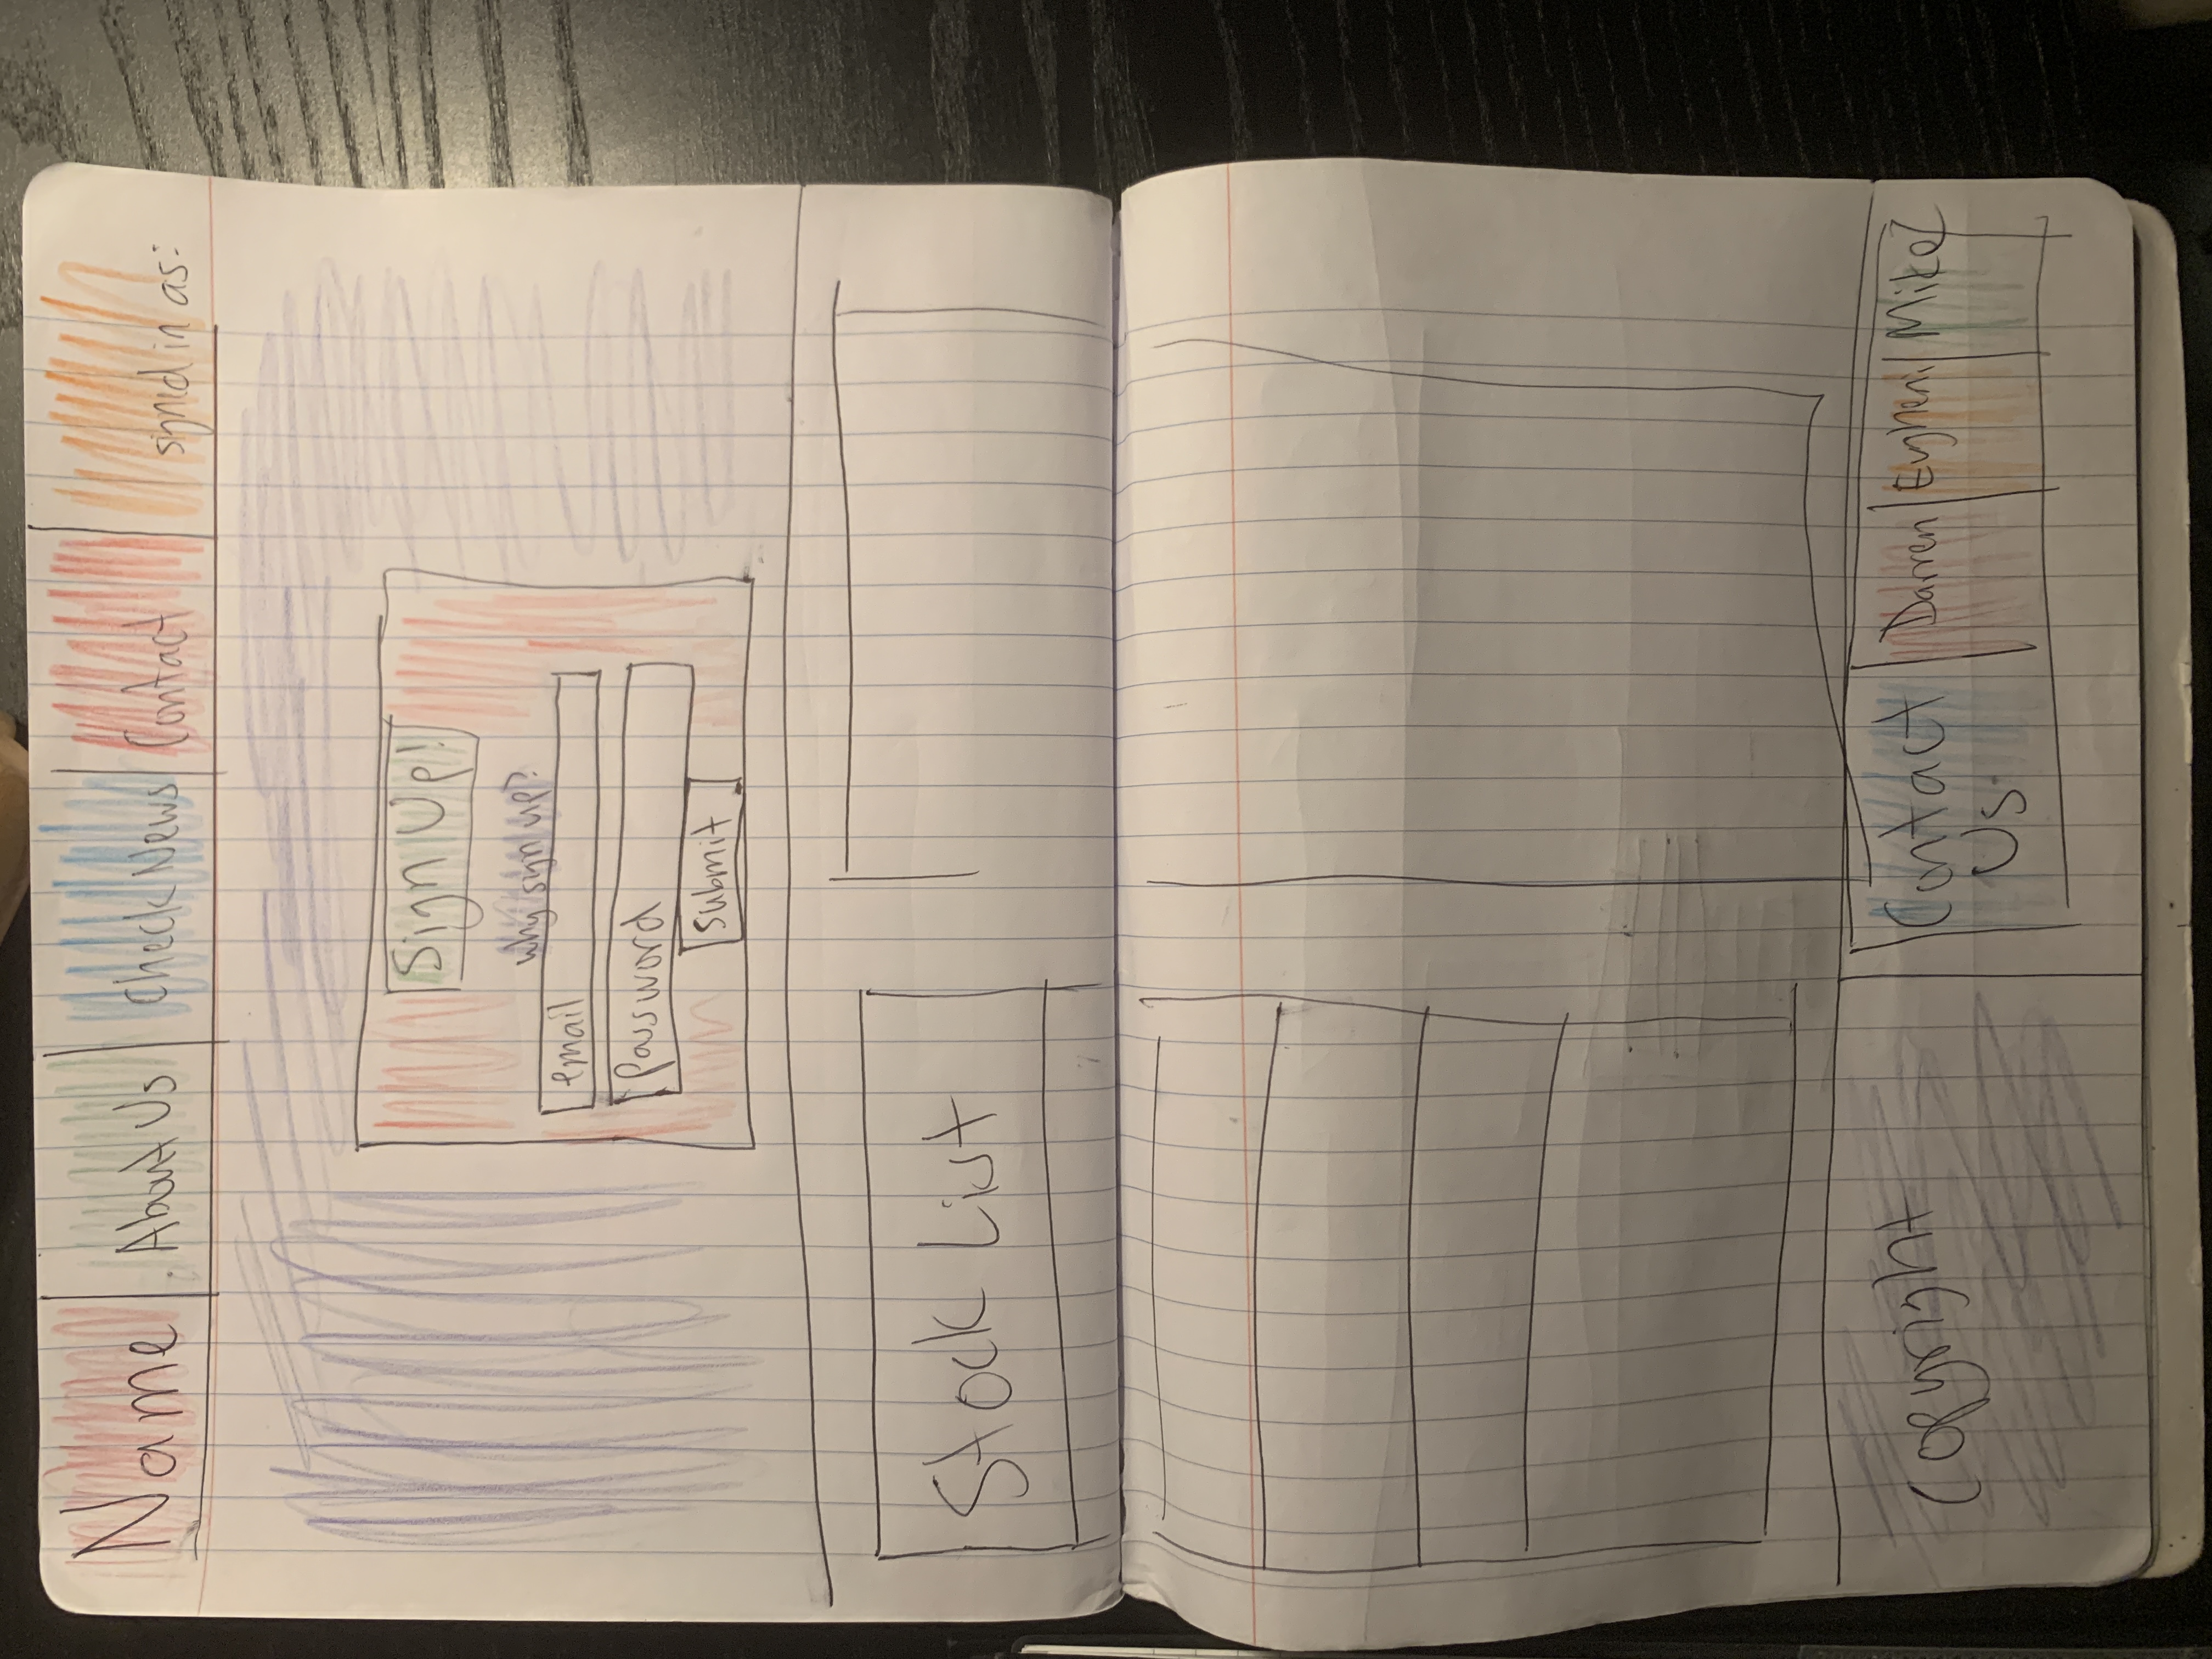 Name
About Us
Check News
Contact
signed in as:
Sign Up!
why sign up?
email
password
submit
Stock List
Copyright
Contact
Us
Darren
Evgheni
Mike